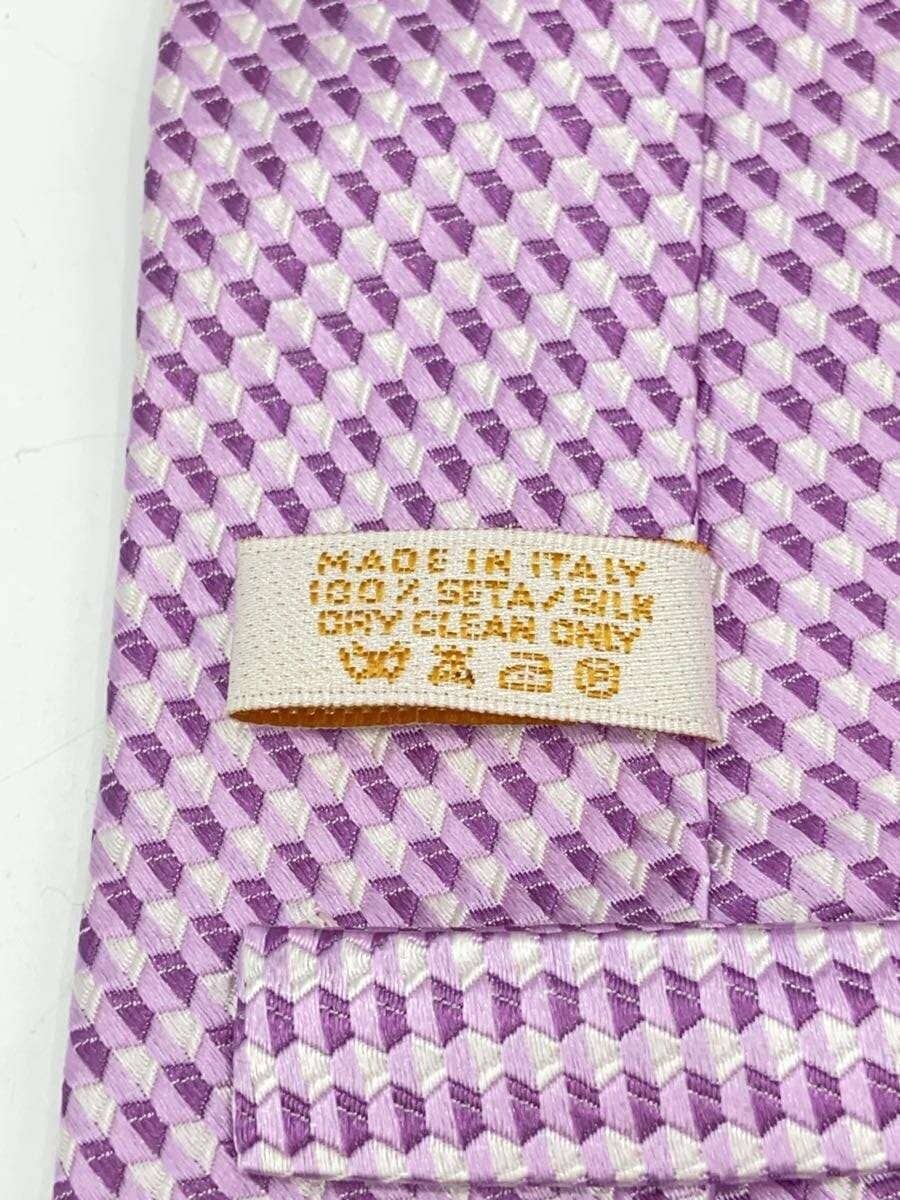 MADE IN ITALY
100% SETA/SILK
DRY CLEAN ONLY
P